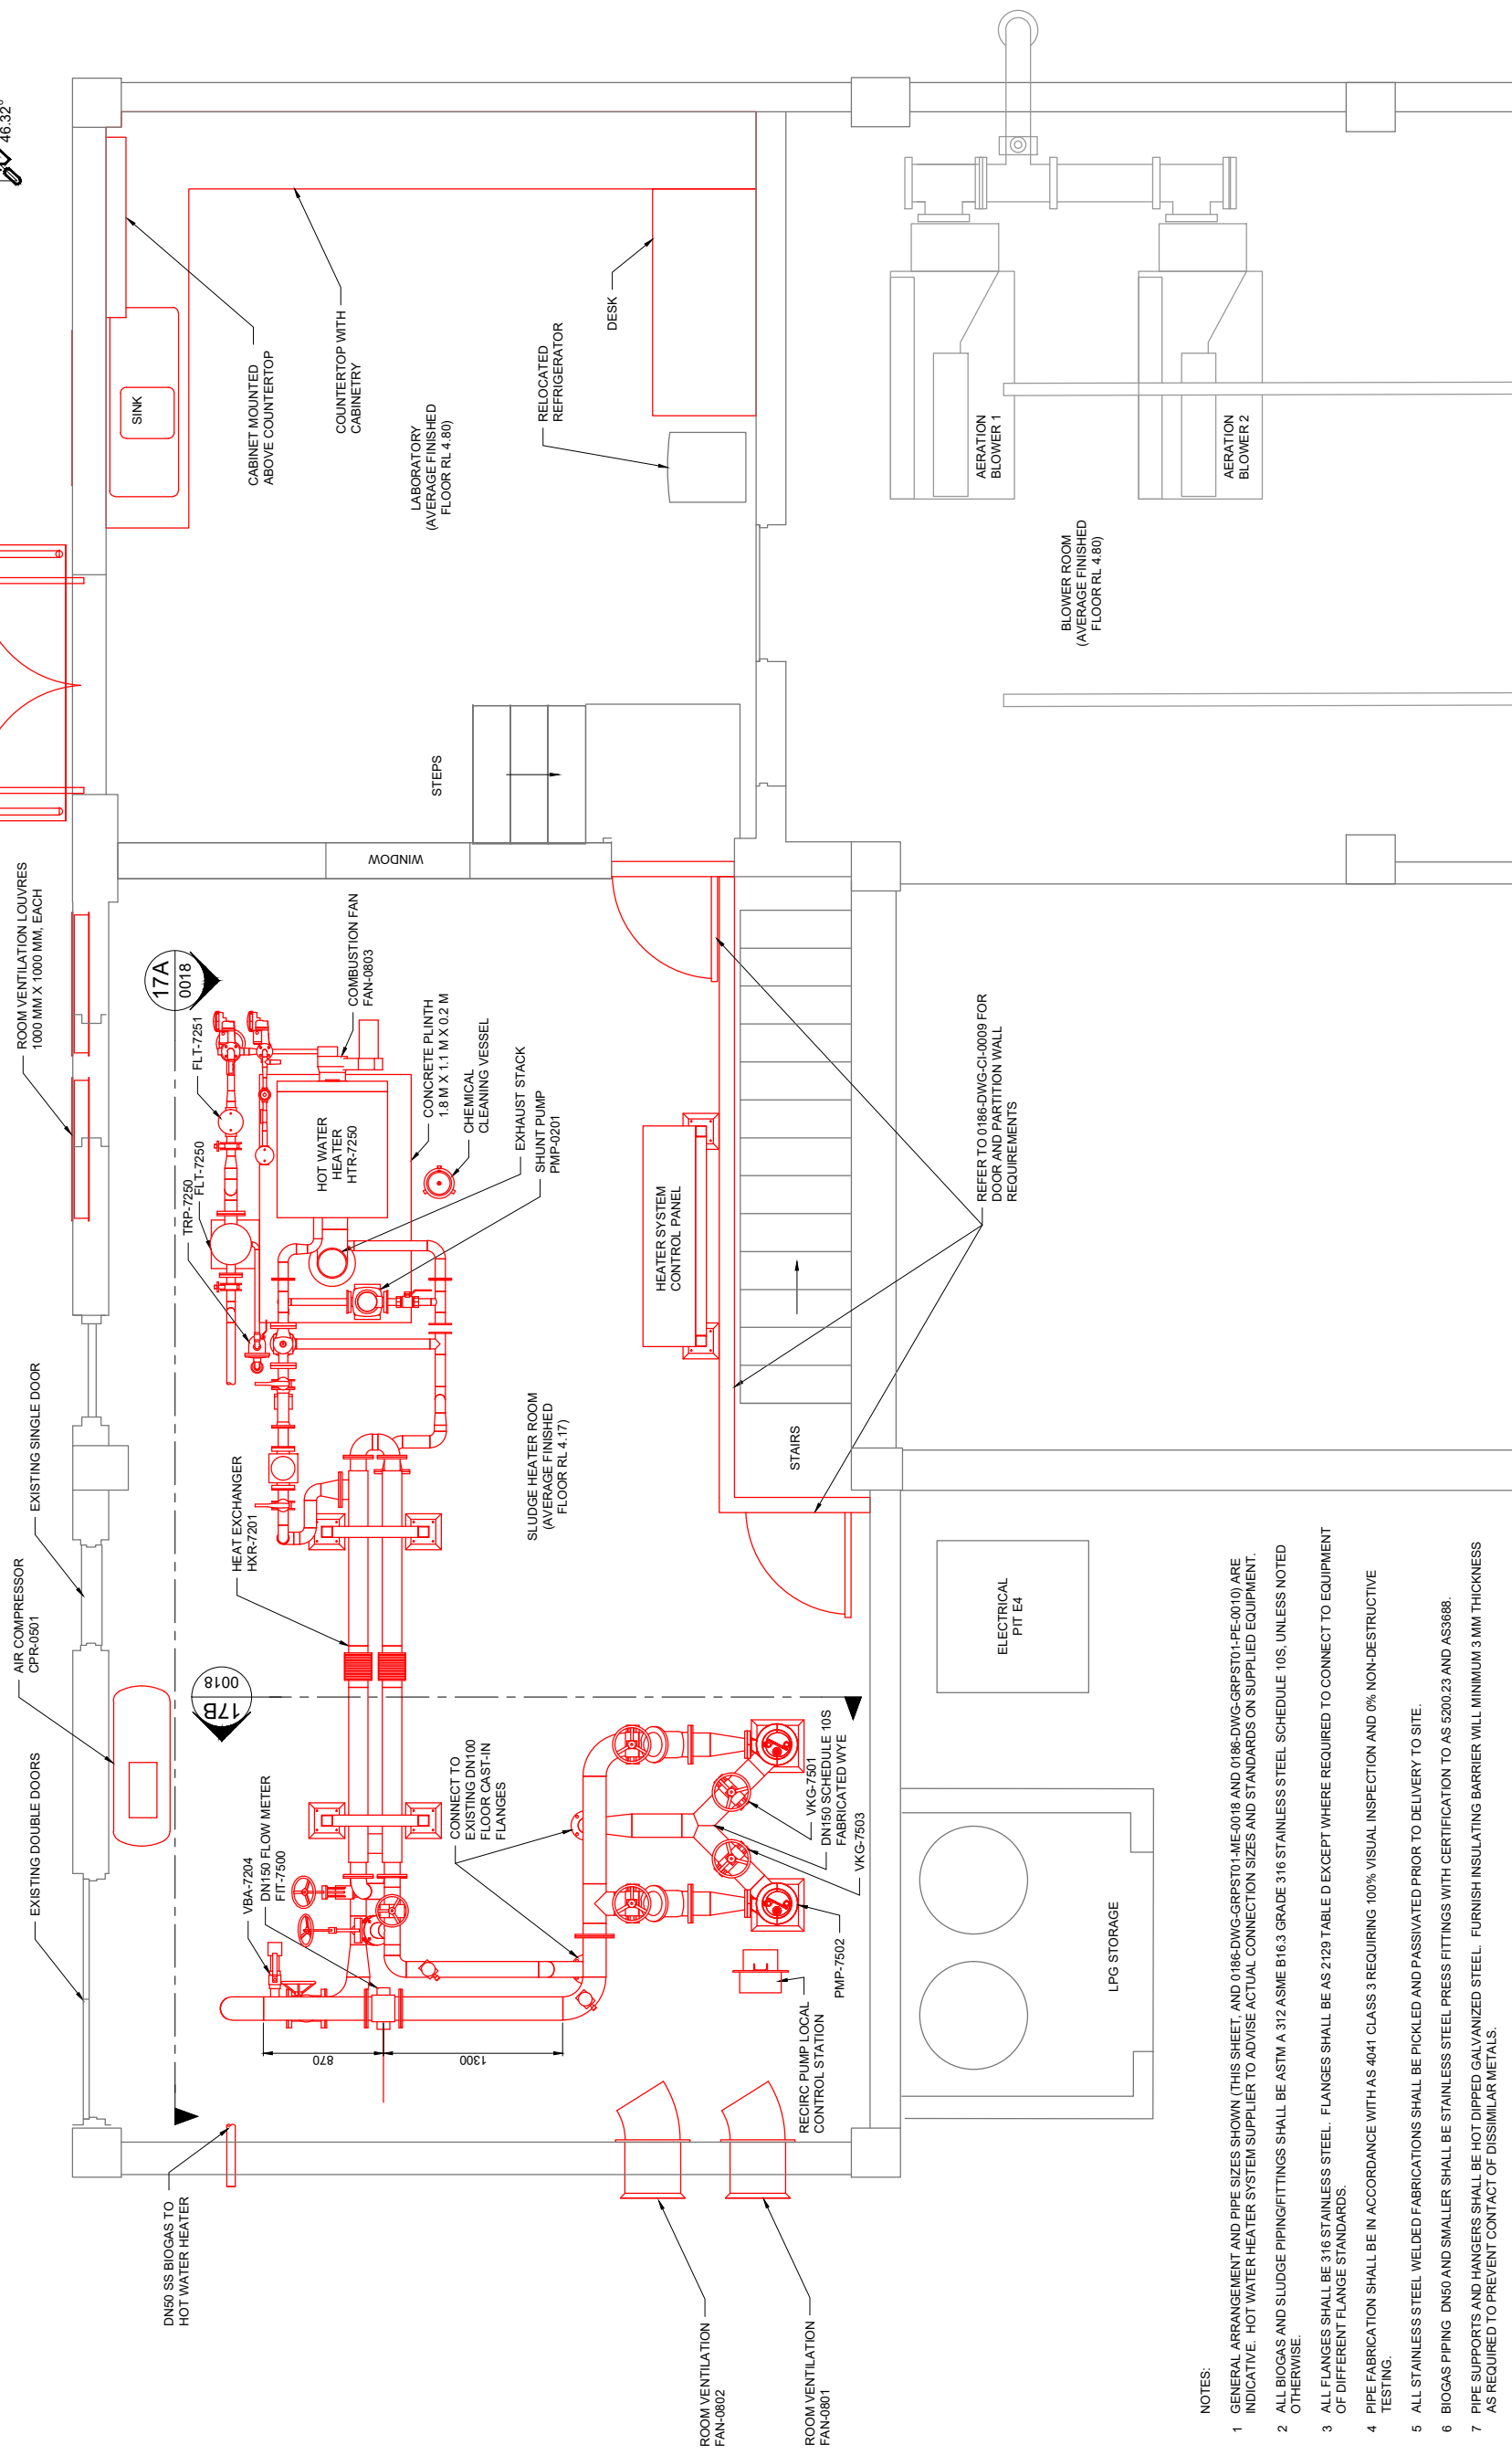 46.32°
ROOM VENTILATION LOUVRES
1000 MM X 1000 MM, EACH
EXISTING SINGLE DOOR
AIR COMPRESSOR
CPR-0501
EXISTING DOUBLE DOORS
DN50 SS BIOGAS TO
HOT WATER HEATER
ROOM VENTILATION
FAN-0802
ROOM VENTILATION
FAN-0801
SINK
CABINET MOUNTED
ABOVE COUNTERTOP
COUNTERTOP WITH
CABINETRY
LABORATORY
(AVERAGE FINISHED
FLOOR RL 4.80)
RELOCATED
REFRIGERATOR
DESK
STEPS
WINDOW
17A
0018
FLT-7251
FLT-7250
TRP-7250
COMBUSTION FAN
FAN-0803
HOT WATER
HEATER
HTR-7250
CONCRETE PLINTH
1.8 M X 1.1 M X 0.2 M
CHEMICAL
CLEANING VESSEL
EXHAUST STACK
SHUNT PUMP
PMP-0201
HEAT EXCHANGER
HXR-7201
SLUDGE HEATER ROOM
(AVERAGE FINISHED
FLOOR RL 4.17)
HEATER SYSTEM
CONTROL PANEL
STAIRS
17B
0018
VBA-7204
DN150 FLOW METER
FIT-7500
CONNECT TO
EXISTING DN100
FLOOR CAST-IN
FLANGES
870
1300
VKG-7501
DN150 SCHEDULE 10S
FABRICATED WYE
VKG-7503
PMP-7502
RECIRC PUMP LOCAL
CONTROL STATION
REFER TO 0186-DWG-CI-0009 FOR
DOOR AND PARTITION WALL
REQUIREMENTS
AERATION
BLOWER 1
AERATION
BLOWER 2
BLOWER ROOM
(AVERAGE FINISHED
FLOOR RL 4.80)
ELECTRICAL
PIT E4
LPG STORAGE
NOTES:
1 GENERAL ARRANGEMENT AND PIPE SIZES SHOWN (THIS SHEET, AND 0186-DWG-GRPST01-ME-0018 AND 0186-DWG-GRPST01-PE-0010) ARE
INDICATIVE. HOT WATER HEATER SYSTEM SUPPLIER TO ADVISE ACTUAL CONNECTION SIZES AND STANDARDS ON SUPPLIED EQUIPMENT.
2 ALL BIOGAS AND SLUDGE PIPING/FITTINGS SHALL BE ASTM A 312 ASME B16.3 GRADE 316 STAINLESS STEEL SCHEDULE 10S, UNLESS NOTED
OTHERWISE.
3 ALL FLANGES SHALL BE 316 STAINLESS STEEL. FLANGES SHALL BE AS 2129 TABLE D EXCEPT WHERE REQUIRED TO CONNECT TO EQUIPMENT
OF DIFFERENT FLANGE STANDARDS.
4 PIPE FABRICATION SHALL BE IN ACCORDANCE WITH AS 4041 CLASS 3 REQUIRING 100% VISUAL INSPECTION AND 0% NON-DESTRUCTIVE
TESTING.
5 ALL STAINLESS STEEL WELDED FABRICATIONS SHALL BE PICKLED AND PASSIVATED PRIOR TO DELIVERY TO SITE.
6 BIOGAS PIPING DN50 AND SMALLER SHALL BE STAINLESS STEEL PRESS FITTINGS WITH CERTIFICATION TO AS 5200.23 AND AS3688.
7 PIPE SUPPORTS AND HANGERS SHALL BE HOT DIPPED GALVANIZED STEEL. FURNISH INSULATING BARRIER WILL MINIMUM 3 MM THICKNESS
AS REQUIRED TO PREVENT CONTACT OF DISSIMILAR METALS.